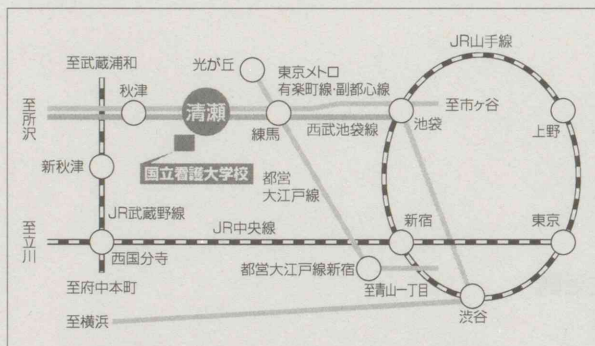 JR山手線
至武蔵浦和
光が丘
東京メトロ
有楽町線・副都心線
秋津
清瀬
至市ヶ谷
至所沢
練馬
西武池袋線
池袋
上野
新秋津
国立看護大学校
都営
大江戸線
JR武蔵野線
JR中央線
新宿
東京
至立川
西国分寺
都営大江戸線新宿
至府中本町
至青山一丁目
至横浜
渋谷